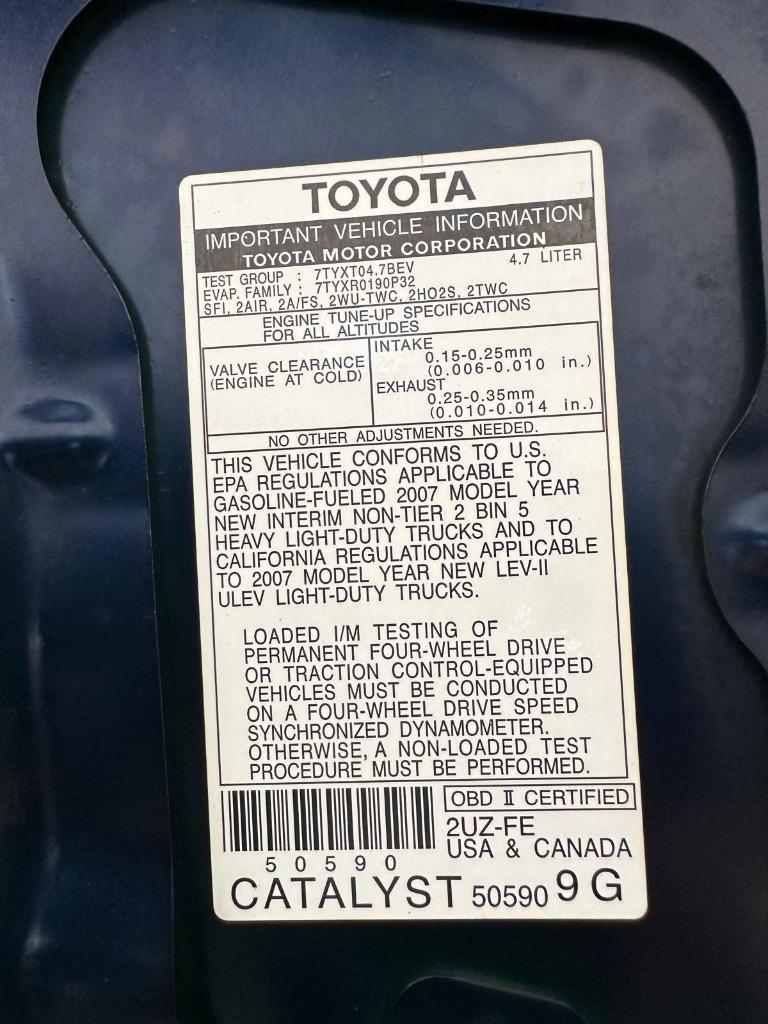 TOYOTA
IMPORTANT VEHICLE INFORMATION
TOYOTA MOTOR CORPORATION
TEST GROUP : 7TYXT04.7BEV 4.7 LITER
EVAP. FAMILY : 7TYXR0190P32
SFI, 2AIR, 2A/FS, 2WU-TWC, 2HO2S, 2TWC
ENGINE TUNE-UP SPECIFICATIONS
FOR ALL ALTITUDES
VALVE CLEARANCE
(ENGINE AT COLD)
INTAKE
0.15-0.25mm
(0.006-0.010 in.)
EXHAUST
0.25-0.35mm
(0.010-0.014 in.)
NO OTHER ADJUSTMENTS NEEDED.
THIS VEHICLE CONFORMS TO U.S.
EPA REGULATIONS APPLICABLE TO
GASOLINE-FUELED 2007 MODEL YEAR
NEW INTERIM NON-TIER 2 BIN 5
HEAVY LIGHT-DUTY TRUCKS AND TO
CALIFORNIA REGULATIONS APPLICABLE
TO 2007 MODEL YEAR NEW LEV-II
ULEV LIGHT-DUTY TRUCKS.
LOADED I/M TESTING OF
PERMANENT FOUR-WHEEL DRIVE
OR TRACTION CONTROL-EQUIPPED
VEHICLES MUST BE CONDUCTED
ON A FOUR-WHEEL DRIVE SPEED
SYNCHRONIZED DYNAMOMETER.
OTHERWISE, A NON-LOADED TEST
PROCEDURE MUST BE PERFORMED.
OBD II CERTIFIED
2UZ-FE
USA & CANADA
50590
CATALYST 50590 9G